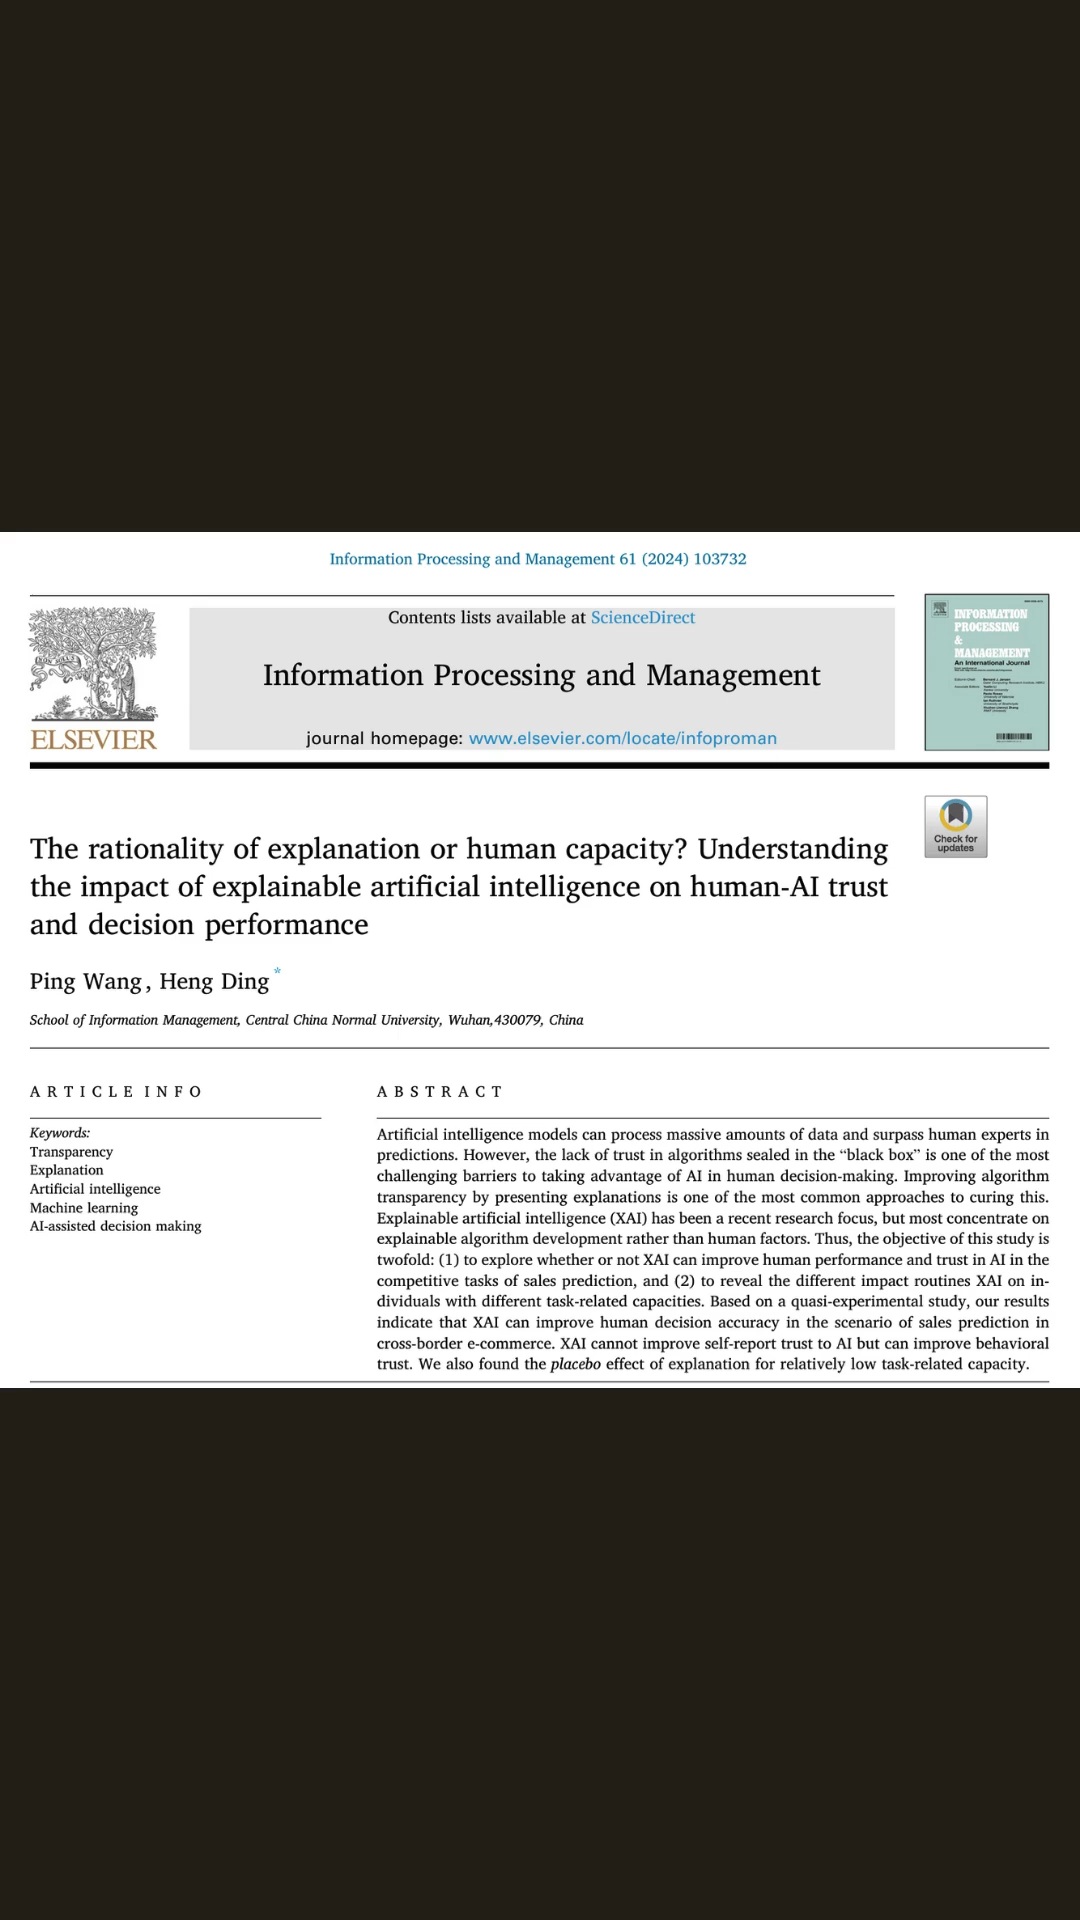 Information Processing and Management 61 (2024) 103732
Contents lists available at ScienceDirect
Information Processing and Management
journal homepage: www.elsevier.com/locate/infoproman
ELSEVIER
INFORMATION
PROCESSING
&
MANAGEMENT
An International Journal
Check for
updates
The rationality of explanation or human capacity? Understanding
the impact of explainable artificial intelligence on human-AI trust
and decision performance
Ping Wang, Heng Ding *
School of Information Management, Central China Normal University, Wuhan,430079, China
ARTICLE INFO
Keywords:
Transparency
Explanation
Artificial intelligence
Machine learning
AI-assisted decision making
ABSTRACT
Artificial intelligence models can process massive amounts of data and surpass human experts in
predictions. However, the lack of trust in algorithms sealed in the “black box” is one of the most
challenging barriers to taking advantage of AI in human decision-making. Improving algorithm
transparency by presenting explanations is one of the most common approaches to curing this.
Explainable artificial intelligence (XAI) has been a recent research focus, but most concentrate on
explainable algorithm development rather than human factors. Thus, the objective of this study is
twofold: (1) to explore whether or not XAI can improve human performance and trust in AI in the
competitive tasks of sales prediction, and (2) to reveal the different impact routines XAI on in-
dividuals with different task-related capacities. Based on a quasi-experimental study, our results
indicate that XAI can improve human decision accuracy in the scenario of sales prediction in
cross-border e-commerce. XAI cannot improve self-report trust to AI but can improve behavioral
trust. We also found the placebo effect of explanation for relatively low task-related capacity.